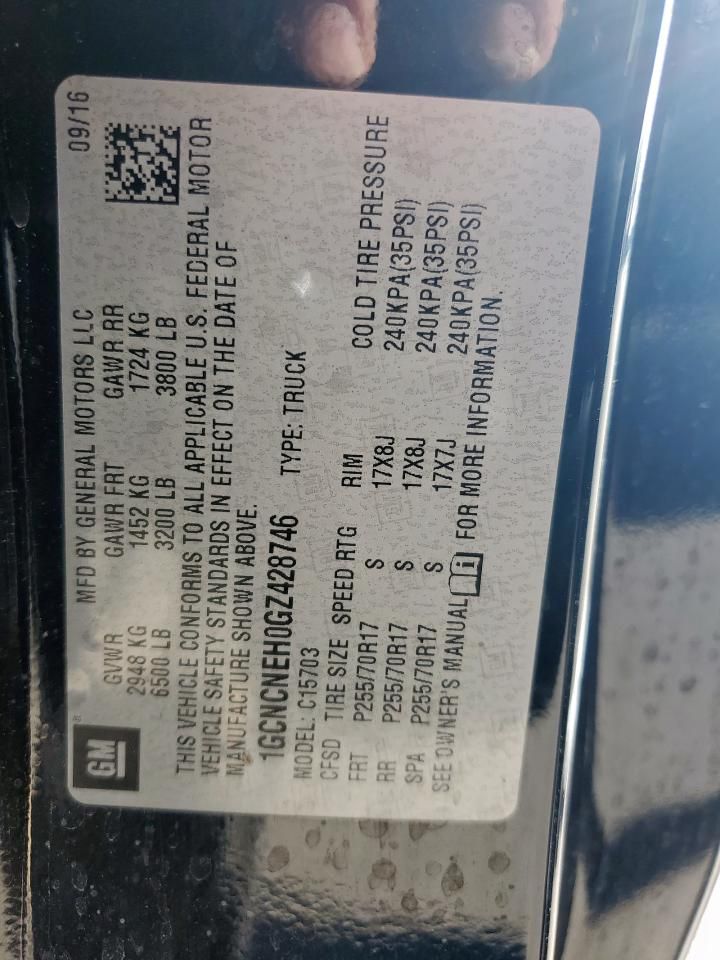 GM
MFD BY GENERAL MOTORS LLC 09/16
GVWR GAWR FRT GAWR RR
2948 KG 1452 KG 1724 KG
6500 LB 3200 LB 3800 LB
THIS VEHICLE CONFORMS TO ALL APPLICABLE U.S. FEDERAL MOTOR
VEHICLE SAFETY STANDARDS IN EFFECT ON THE DATE OF
MANUFACTURE SHOWN ABOVE.
1GCNCNEH0GZ428746 TYPE: TRUCK
MODEL: C15703
CFSD TIRE SIZE SPEED RTG RIM COLD TIRE PRESSURE
FRT P255/70R17 S 17X8J 240KPA(35PSI)
RR P255/70R17 S 17X8J 240KPA(35PSI)
SPA P255/70R17 S 17X7J 240KPA(35PSI)
SEE OWNER'S MANUAL i FOR MORE INFORMATION.